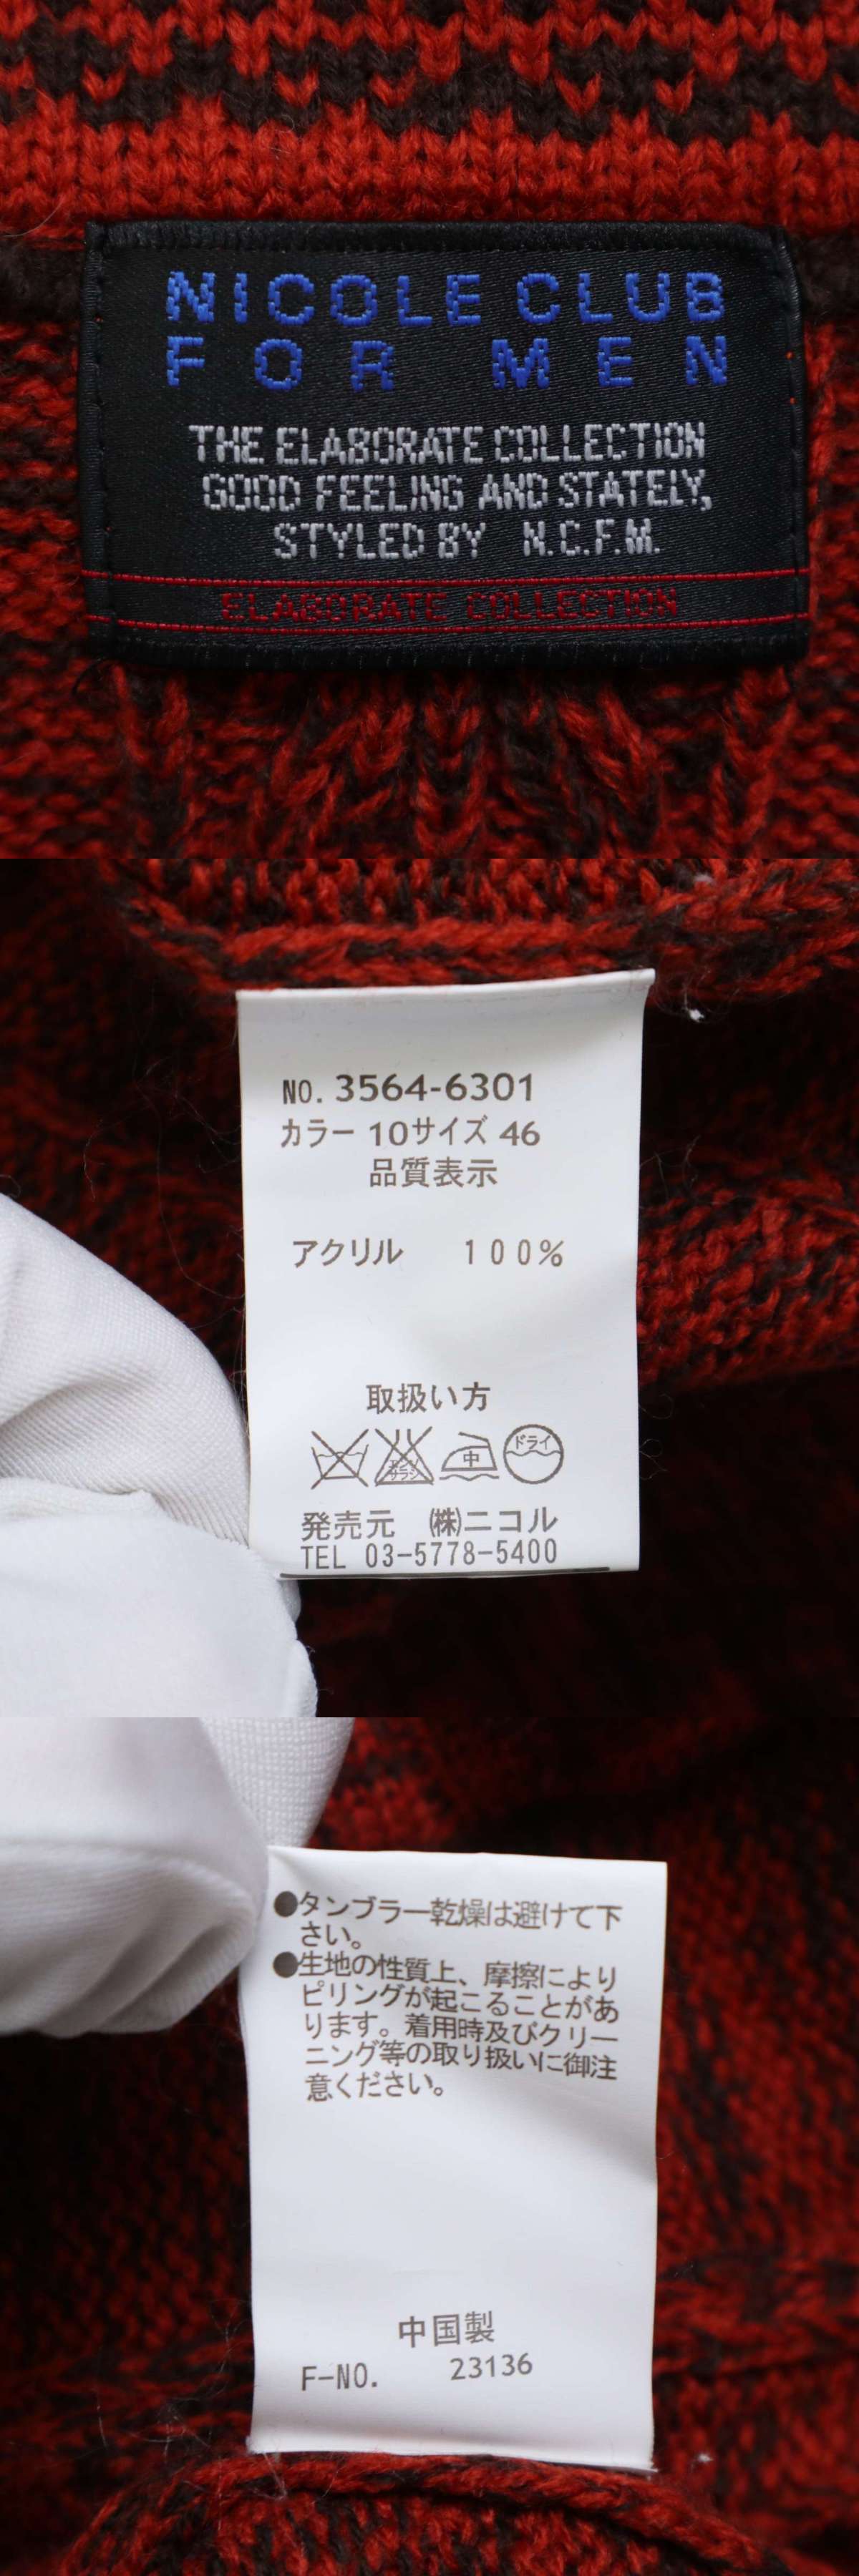 NICOLE CLUB
FOR MEN
THE ELABORATE COLLECTION
GOOD FEELING AND STATELY,
STYLED BY N.C.F.M.
ELABORATE COLLECTION
NO. 3564-6301
カラー 10サイズ 46
品質表示
アクリル 100%
取扱い方
中
エンソ
サラシ
ドライ
発売元 ㈱ニコル
TEL 03-5778-5400
●タンブラー乾燥は避けて下
さい。
●生地の性質上、摩擦により
ピリングが起こることがあ
ります。着用時及びクリー
ニング等の取り扱いに御注
意ください。
中国製
F-NO. 23136